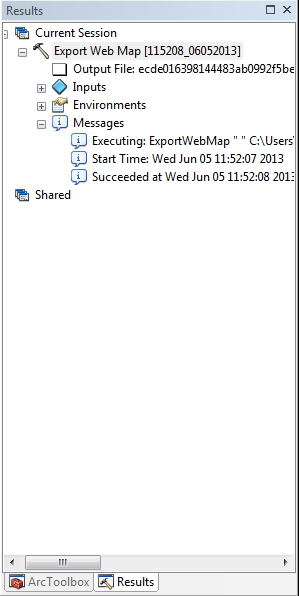 Results
Current Session
Export Web Map [115208_06052013]
Output File: ecde016398144483ab0992f5be
Inputs
Environments
Messages
Executing: ExportWebMap " " C:\Users\
Start Time: Wed Jun 05 11:52:07 2013
Succeeded at Wed Jun 05 11:52:08 2013
Shared
ArcToolbox Results